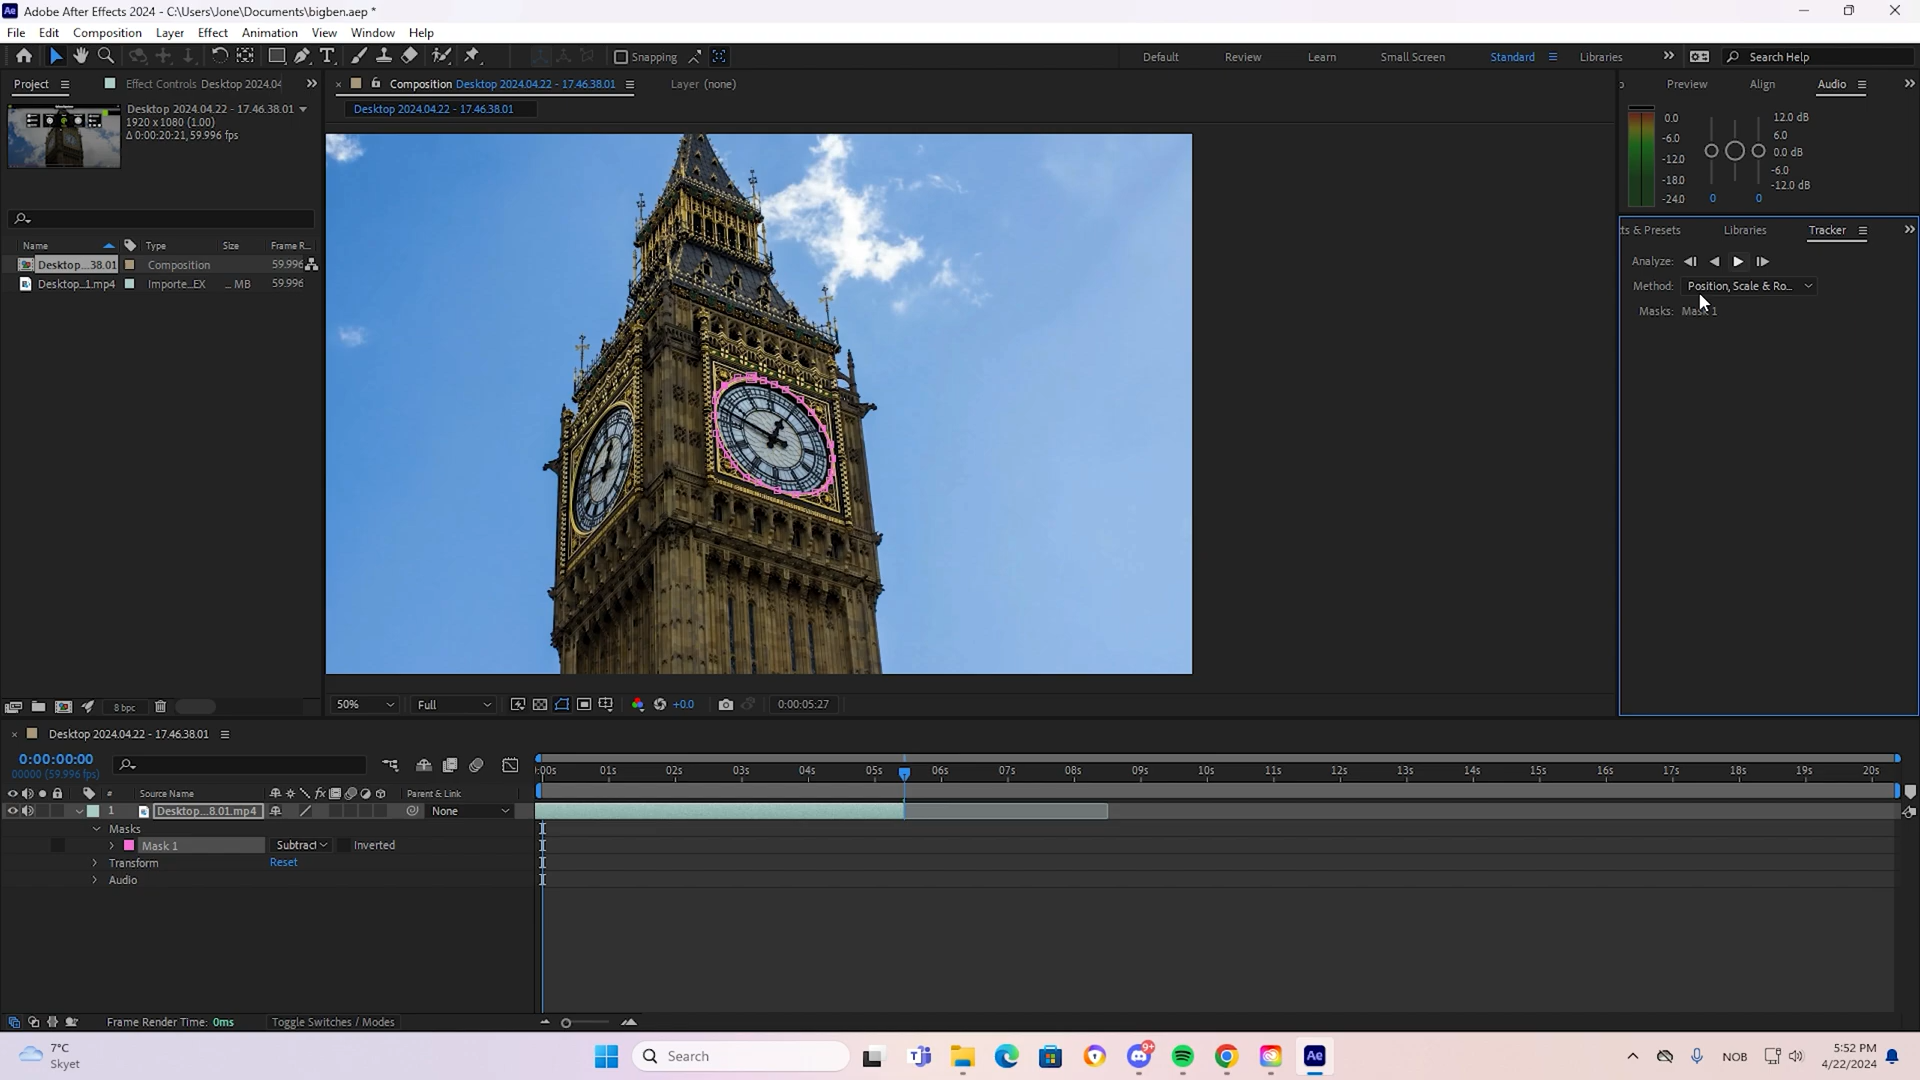 Adobe After Effects 2024 - C:\Users\Jone\Documents\bigben.aep *
File Edit Composition Layer Effect Animation View Window Help
Snapping Default Review Learn Small Screen Standard Libraries Search Help
Project Effect Controls Desktop 2024.04 Composition Desktop 2024.04.22 - 17.46.38.01 Layer (none) Preview Align Audio
Desktop 2024.04.22 - 17.46.38.01
1920 x 1080 (1.00)
Δ 0:00:20:21, 59.996 fps
Desktop 2024.04.22 - 17.46.38.01
0.0 12.0 dB
-6.0 6.0
-12.0 0.0 dB
-18.0 -6.0
-24.0 -12.0 dB
0 0
Name Type Size Frame R...
Desktop...38.01 Composition 59.996
Desktop_1.mp4 Importe_EX _ MB 59.996
ts & Presets Libraries Tracker
Analyze:
Method: Position, Scale & Ro...
Masks: Mask 1
8 bpc 50% Full +0.0 0:00:05:27
Desktop 2024.04.22 - 17.46.38.01
0:00:00:00
00000 (59.996 fps)
:00s 01s 02s 03s 04s 05s 06s 07s 08s 09s 10s 11s 12s 13s 14s 15s 16s 17s 18s 19s 20s
# Source Name fx Parent & Link
1 Desktop...8.01.mp4 None
Masks
Mask 1 Subtract Inverted
Transform Reset
Audio
Frame Render Time: 0ms Toggle Switches / Modes
7°C
Skyet
Search
9+
Ae
NOB
5:52 PM
4/22/2024